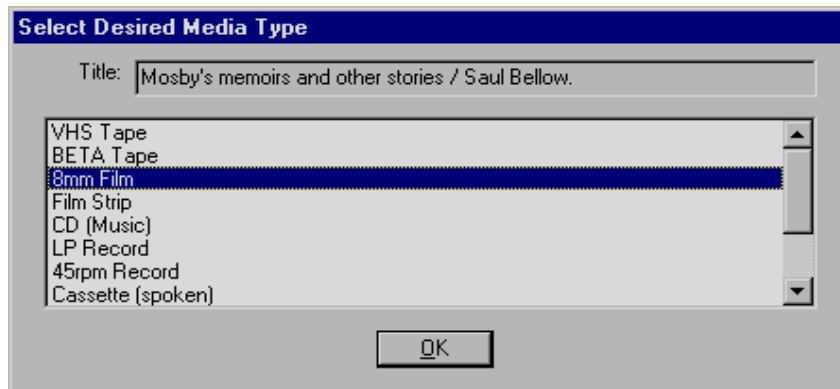 Select Desired Media Type
Title: Mosby's memoirs and other stories / Saul Bellow.
VHS Tape
BETA Tape
8mm Film
Film Strip
CD (Music)
LP Record
45rpm Record
Cassette (spoken)
OK